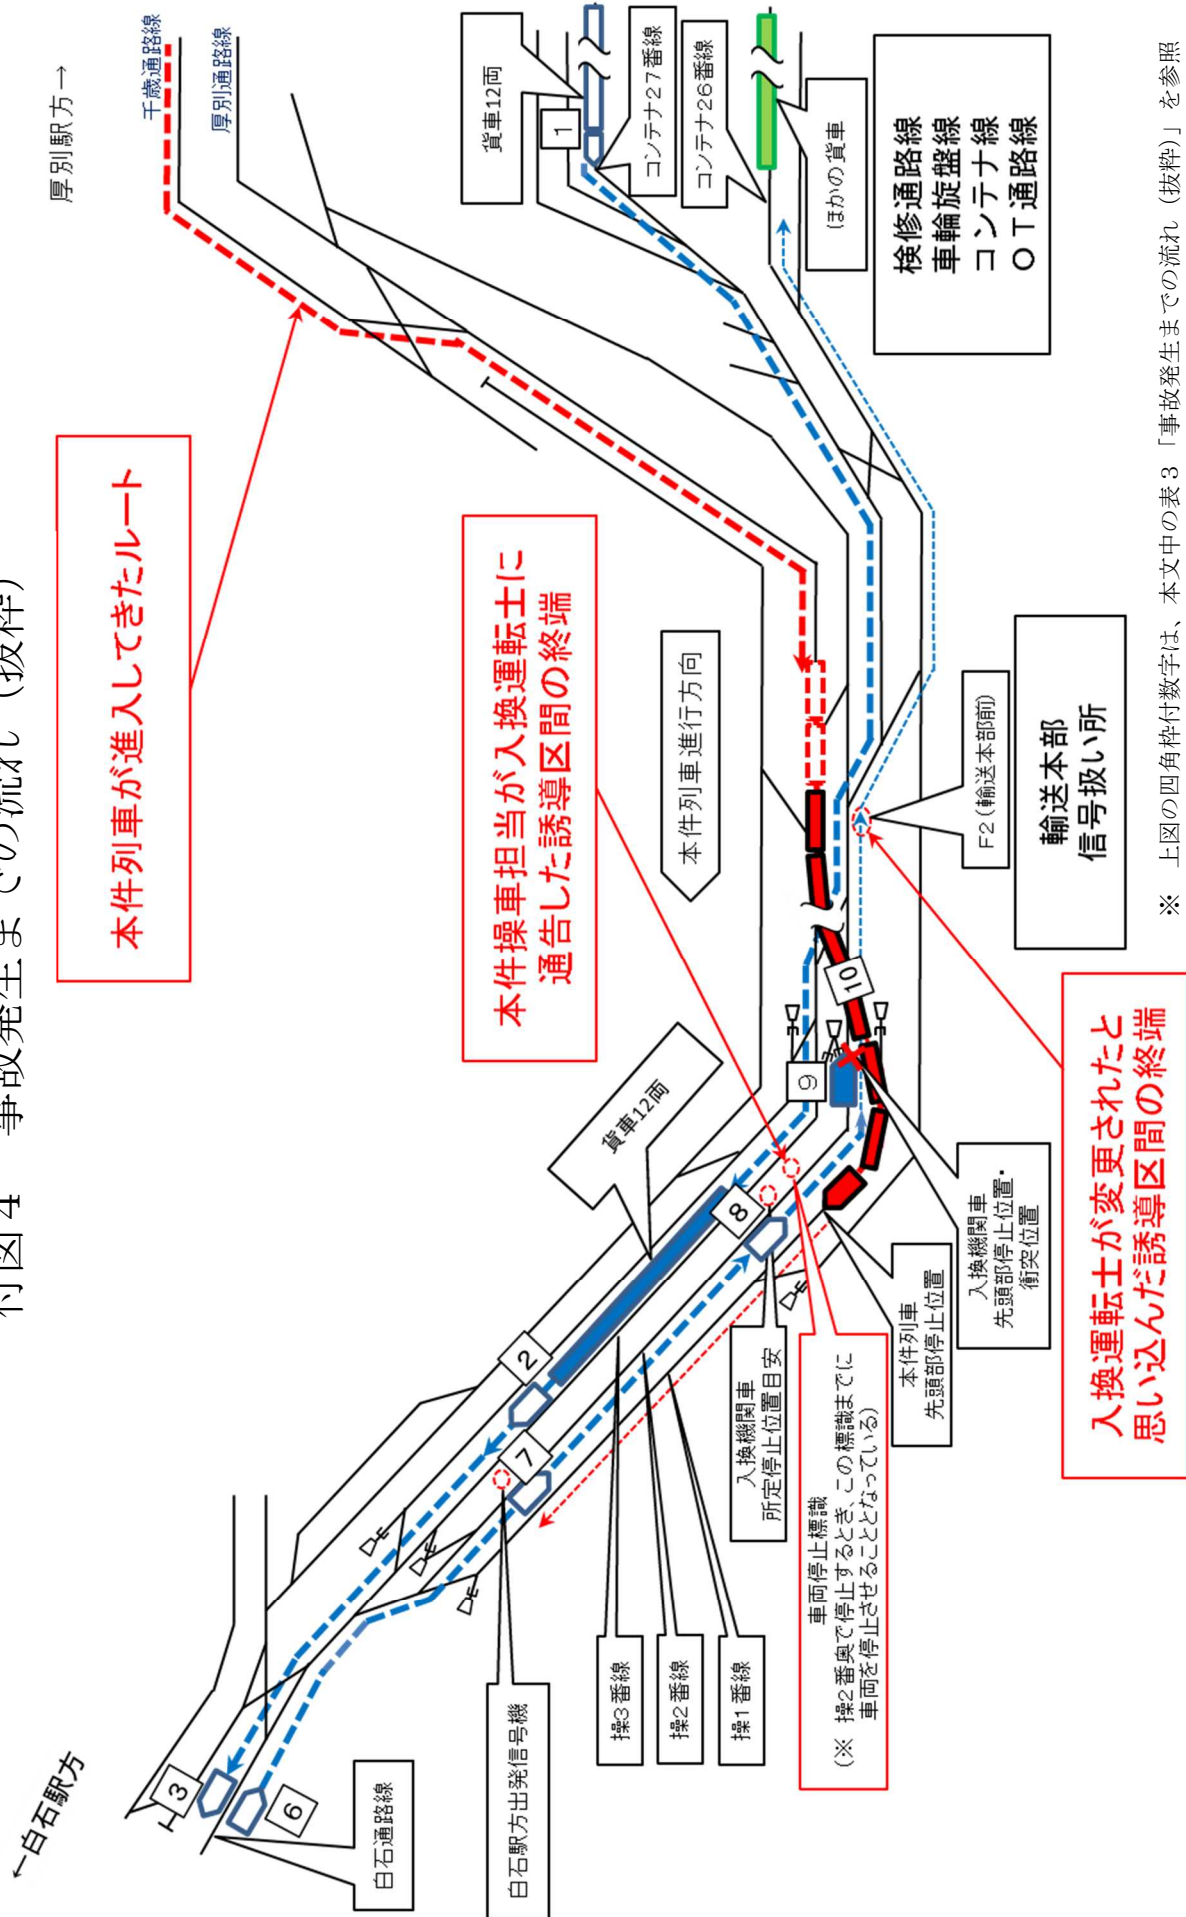 付図4 事故発生までの流れ（抜粋）
←白石駅方
厚別駅方→
千歳通路線
厚別通路線
本件列車が進入してきたルート
本件操車担当が入換運転士に
通告した誘導区間の終端
本件列車進行方向
貨車12両
1
コンテナ27番線
コンテナ26番線
(ほかの貨車)
検修通路線
車輪旋盤線
コンテナ線
OT通路線
貨車12両
2
3
6
7
8
9
10
白石通路線
白石駅方出発信号機
操3番線
操2番線
操1番線
入換機関車
所定停止位置目安
車両停止標識
(※ 操2番奥で停止するとき、この標識までに
車両を停止させることとなっている)
本件列車
先頭部停止位置
入換機関車
先頭部停止位置・
衝突位置
F2(輸送本部前)
輸送本部
信号扱い所
入換運転士が変更されたと
思い込んだ誘導区間の終端
※ 上図の四角枠付数字は、本文中の表3「事故発生までの流れ（抜粋）」を参照